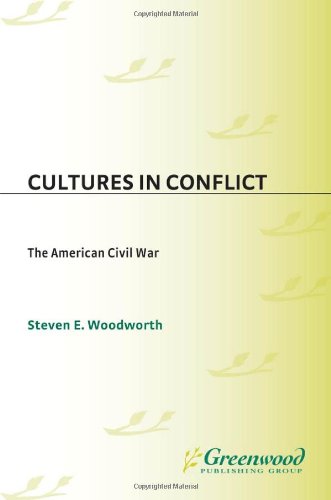 Copyrighted Material
CULTURES IN CONFLICT
The American Civil War
Steven E. Woodworth
Greenwood
PUBLISHING GROUP
Copyrighted Material